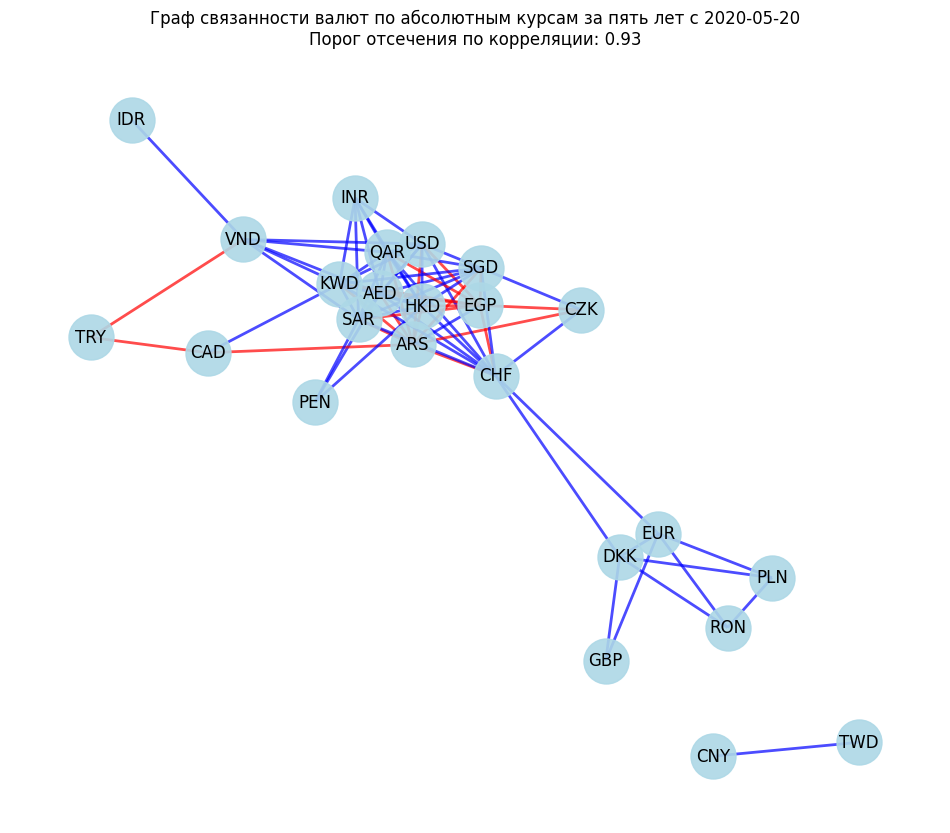 Граф связанности валют по абсолютным курсам за пять лет с 2020-05-20
Порог отсечения по корреляции: 0.93
IDR
INR
VND
USD
QAR
SGD
KWD
AED
HKD
EGP
CZK
SAR
TRY
ARS
CAD
CHF
PEN
EUR
DKK
PLN
RON
GBP
TWD
CNY